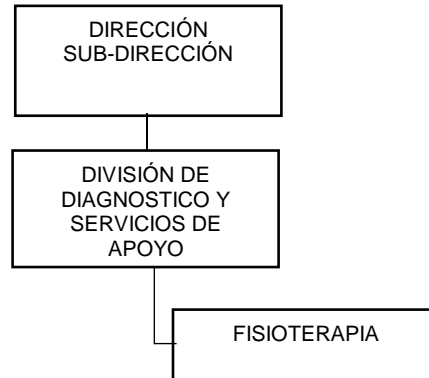 DIRECCIÓN
SUB-DIRECCIÓN
DIVISIÓN DE
DIAGNOSTICO Y
SERVICIOS DE
APOYO
FISIOTERAPIA